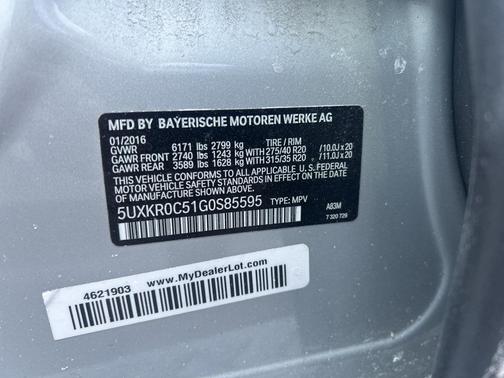 MFD BY BAYERISCHE MOTOREN WERKE AG
01/2016
GVWR 6171 lbs 2799 kg TIRE / RIM
GAWR FRONT 2740 lbs 1243 kg WITH 275/40 R20 / 10.0J x 20
GAWR REAR 3589 lbs 1628 kg WITH 315/35 R20 / 11.0J x 20
THIS VEHICLE CONFORMS TO ALL APPLICABLE U.S. FEDERAL
MOTOR VEHICLE SAFETY STANDARDS IN EFFECT ON THE
DATE OF MANUFACTURE SHOWN ABOVE.
5UXKR0C51G0S85595 TYPE: MPV A83M
7 320 729
4621903 www.MyDealerLot.com